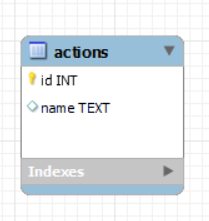 actions
id INT
name TEXT
Indexes